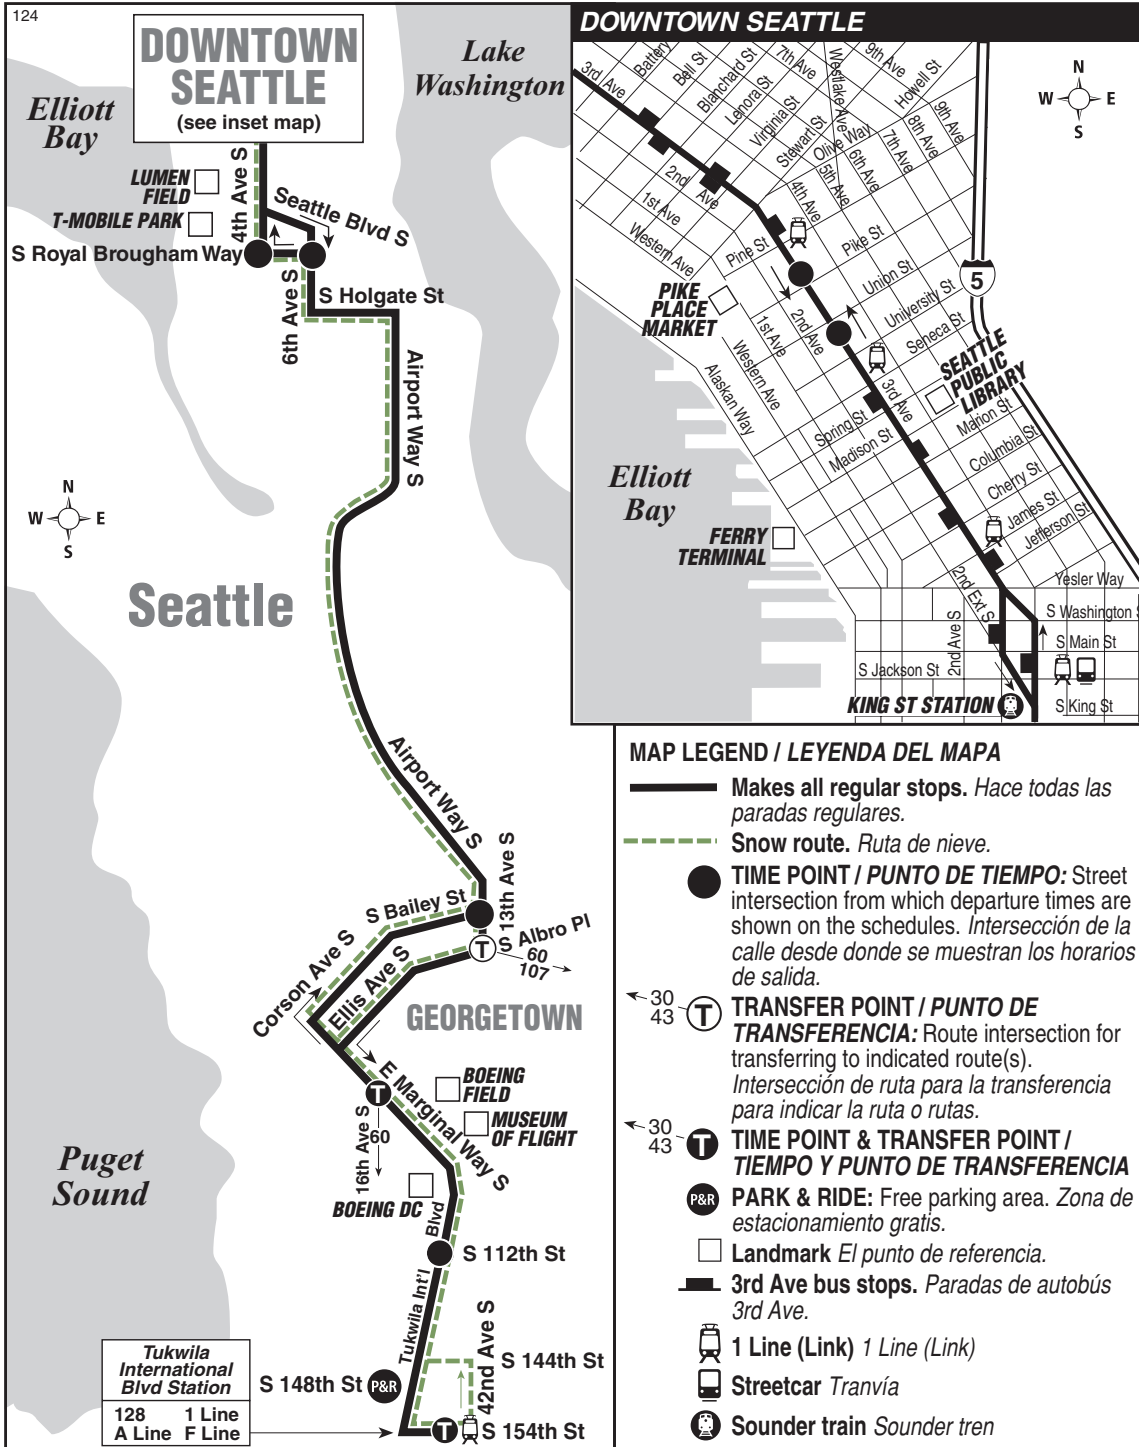 124
DOWNTOWN
SEATTLE
(see inset map)
Lake
Washington
Elliott
Bay
LUMEN
FIELD
T-MOBILE PARK
4th Ave S
Seattle Blvd S
S Royal Brougham Way
6th Ave S
S Holgate St
Airport Way S
N
W E
S
Seattle
Airport Way S
13th Ave S
S Bailey St
T
S Albro Pl
60
107
Corson Ave S
Ellis Ave S
GEORGETOWN
T
E Marginal Way S
BOEING
FIELD
MUSEUM
OF FLIGHT
16th Ave S
60
BOEING DC
Puget
Sound
Tukwila Int'l Blvd
S 112th St
42nd Ave S
S 144th St
S 148th St
P&R
T
S 154th St
Tukwila
International
Blvd Station
128 1 Line
A Line F Line
DOWNTOWN SEATTLE
3rd Ave
Battery
Bell St
Blanchard St
Lenora St
Virginia St
Stewart St
Olive Way
7th Ave
Westlake Ave
9th Ave
Howell St
9th Ave
8th Ave
7th Ave
6th Ave
5th Ave
4th Ave
2nd Ave
1st Ave
Western Ave
N
W E
S
Pine St
Pike St
Union St
University St
Seneca St
5
PIKE
PLACE
MARKET
1st Ave
2nd Ave
Western Ave
Alaskan Way
3rd Ave
SEATTLE
PUBLIC
LIBRARY
Spring St
Madison St
Marion St
Columbia St
Cherry St
James St
Jefferson St
Elliott
Bay
FERRY
TERMINAL
Yesler Way
2nd Ext S
2nd Ave S
S Washington S
S Main St
S Jackson St
KING ST STATION
S King St
MAP LEGEND / LEYENDA DEL MAPA
Makes all regular stops. Hace todas las
paradas regulares.
Snow route. Ruta de nieve.
TIME POINT / PUNTO DE TIEMPO: Street
intersection from which departure times are
shown on the schedules. Intersección de la
calle desde donde se muestran los horarios
de salida.
30
43
T
TRANSFER POINT / PUNTO DE
TRANSFERENCIA: Route intersection for
transferring to indicated route(s).
Intersección de ruta para la transferencia
para indicar la ruta o rutas.
30
43
T
TIME POINT & TRANSFER POINT /
TIEMPO Y PUNTO DE TRANSFERENCIA
P&R
PARK & RIDE: Free parking area. Zona de
estacionamiento gratis.
Landmark El punto de referencia.
3rd Ave bus stops. Paradas de autobús
3rd Ave.
1 Line (Link) 1 Line (Link)
Streetcar Tranvía
Sounder train Sounder tren